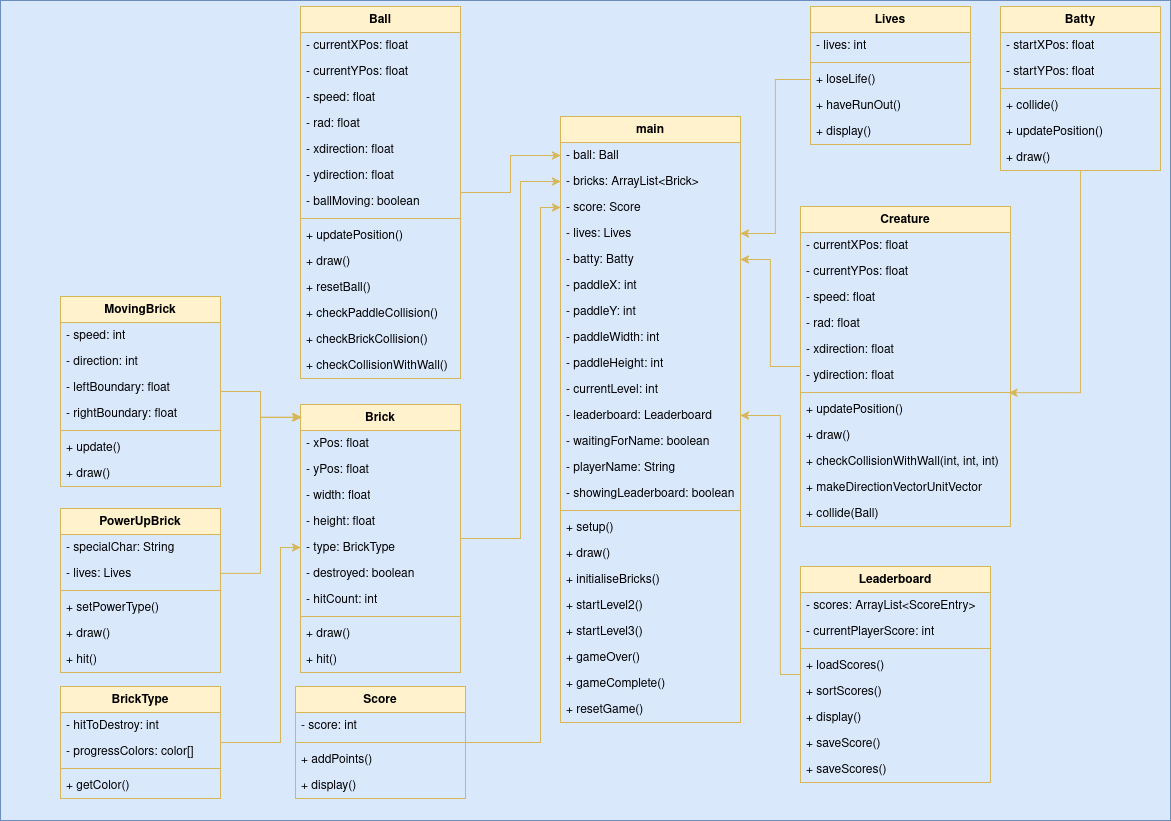 Ball
- currentXPos: float
- currentYPos: float
- speed: float
- rad: float
- xdirection: float
- ydirection: float
- ballMoving: boolean
+ updatePosition()
+ draw()
+ resetBall()
+ checkPaddleCollision()
+ checkBrickCollision()
+ checkCollisionWithWall()
Lives
- lives: int
+ loseLife()
+ haveRunOut()
+ display()
Batty
- startXPos: float
- startYPos: float
+ collide()
+ updatePosition()
+ draw()
main
- ball: Ball
- bricks: ArrayList<Brick>
- score: Score
- lives: Lives
- batty: Batty
- paddleX: int
- paddleY: int
- paddleWidth: int
- paddleHeight: int
- currentLevel: int
- leaderboard: Leaderboard
- waitingForName: boolean
- playerName: String
- showingLeaderboard: boolean
+ setup()
+ draw()
+ initialiseBricks()
+ startLevel2()
+ startLevel3()
+ gameOver()
+ gameComplete()
+ resetGame()
Creature
- currentXPos: float
- currentYPos: float
- speed: float
- rad: float
- xdirection: float
- ydirection: float
+ updatePosition()
+ draw()
+ checkCollisionWithWall(int, int, int)
+ makeDirectionVectorUnitVector
+ collide(Ball)
MovingBrick
- speed: int
- direction: int
- leftBoundary: float
- rightBoundary: float
+ update()
+ draw()
Brick
- xPos: float
- yPos: float
- width: float
- height: float
- type: BrickType
- destroyed: boolean
- hitCount: int
+ draw()
+ hit()
PowerUpBrick
- specialChar: String
- lives: Lives
+ setPowerType()
+ draw()
+ hit()
Leaderboard
- scores: ArrayList<ScoreEntry>
- currentPlayerScore: int
+ loadScores()
+ sortScores()
+ display()
+ saveScore()
+ saveScores()
BrickType
- hitToDestroy: int
- progressColors: color[]
+ getColor()
Score
- score: int
+ addPoints()
+ display()